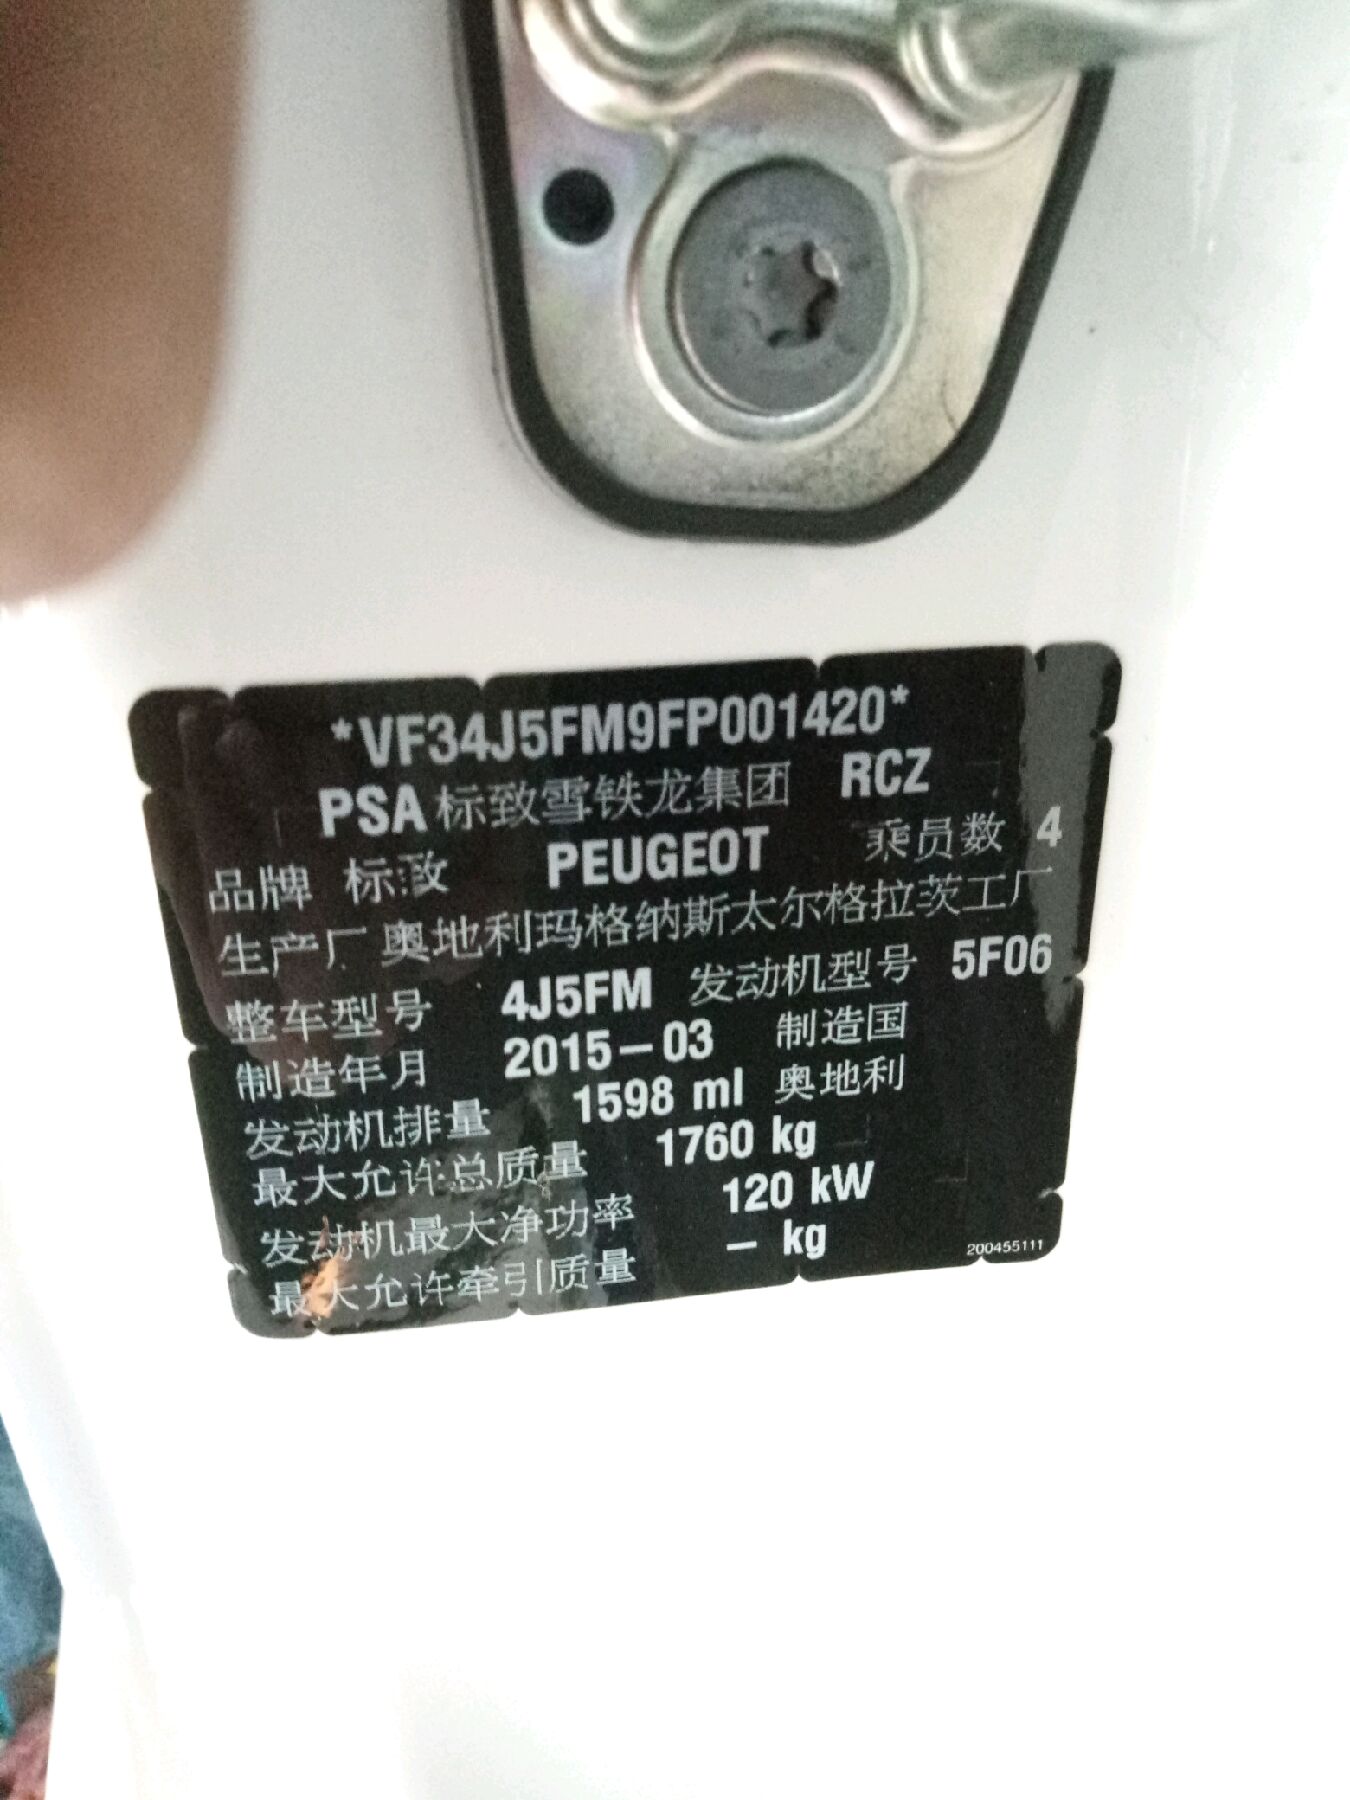 *VF34J5FM9FP001420*
PSA 标致雪铁龙集团 RCZ
品牌 标致 PEUGEOT 乘员数 4
生产厂 奥地利玛格纳斯太尔格拉茨工厂
整车型号 4J5FM 发动机型号 5F06
制造年月 2015-03 制造国
发动机排量 1598 ml 奥地利
最大允许总质量 1760 kg
发动机最大净功率 120 kW
最大允许牵引质量 – kg
200455111